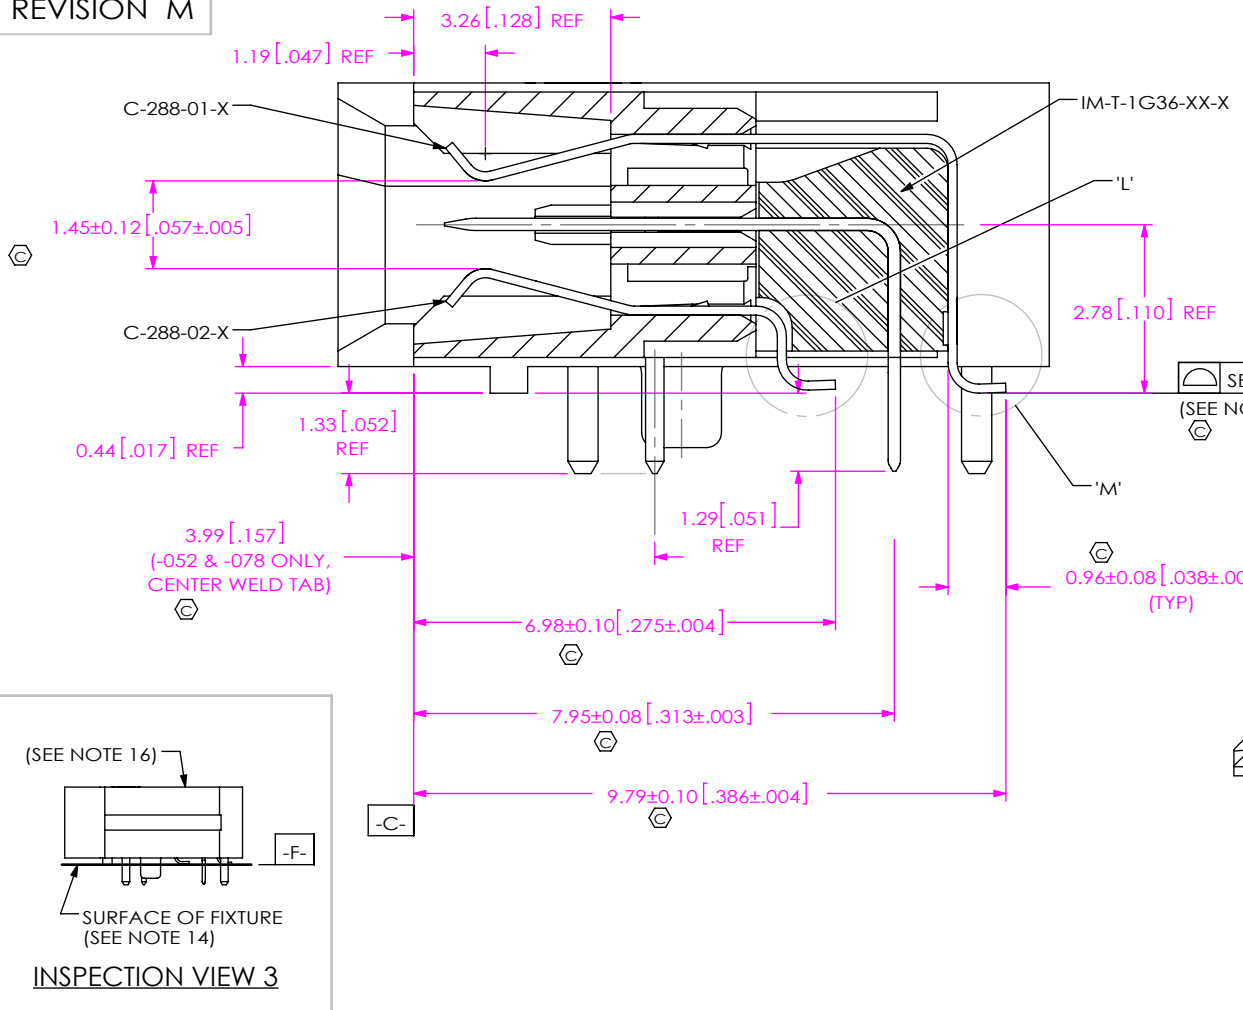 REVISION M
3.26[.128] REF
1.19[.047] REF
C-288-01-X
IM-T-1G36-XX-X
'L'
1.45±0.12[.057±.005]
C
C-288-02-X
2.78[.110] REF
0.44[.017] REF
1.33[.052]
REF
(SEE
C
'M'
3.99[.157]
(-052 & -078 ONLY,
CENTER WELD TAB)
C
1.29[.051]
REF
C
0.96±0.08[.038±
(TYP)
6.98±0.10[.275±.004]
C
7.95±0.08[.313±.003]
C
9.79±0.10[.386±.004]
C
-C-
(SEE NOTE 16)
-F-
SURFACE OF FIXTURE
(SEE NOTE 14)
INSPECTION VIEW 3